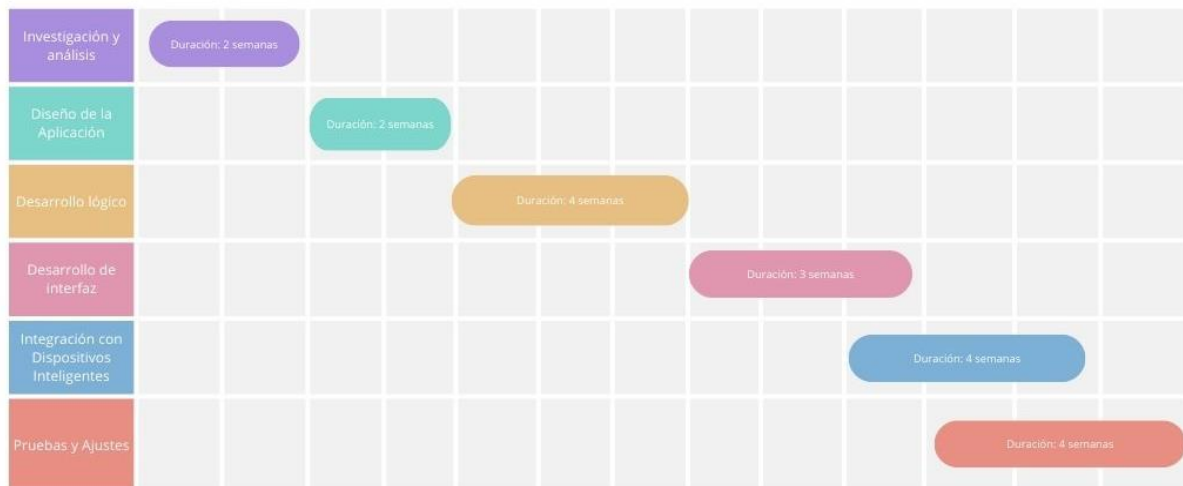 Investigación y
análisis
Duración: 2 semanas
Diseño de la
Aplicación
Duración: 2 semanas
Desarrollo lógico
Duración: 4 semanas
Desarrollo de
interfaz
Duración: 3 semanas
Integración con
Dispositivos
Inteligentes
Duración: 4 semanas
Pruebas y Ajustes
Duración: 4 semanas